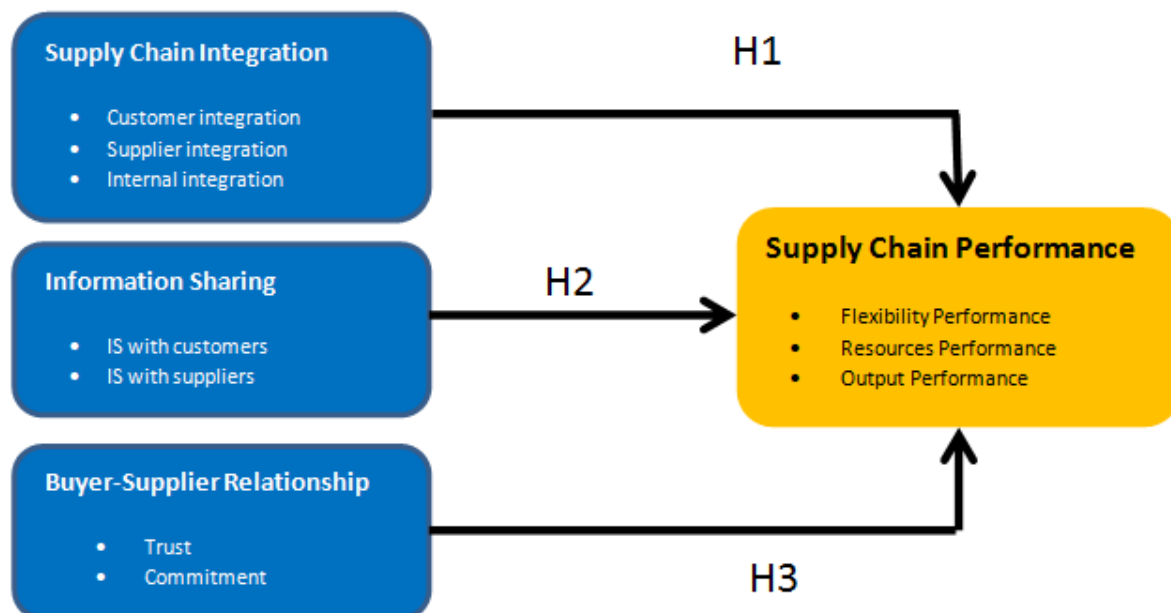 Supply Chain Integration
• Customer integration
• Supplier integration
• Internal integration
H1
Information Sharing
• IS with customers
• IS with suppliers
H2
Supply Chain Performance
• Flexibility Performance
• Resources Performance
• Output Performance
Buyer-Supplier Relationship
• Trust
• Commitment
H3